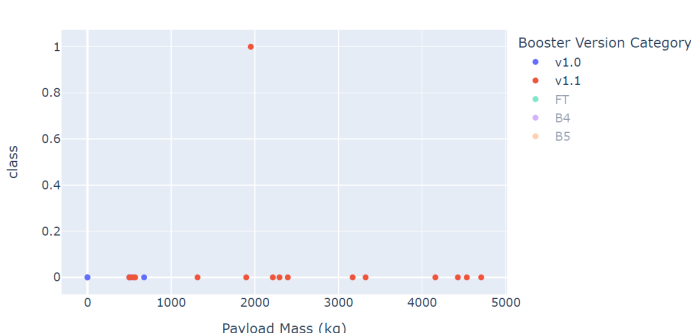 Booster Version Category
v1.0
v1.1
FT
B4
B5
1
0.8
0.6
0.4
0.2
0
class
0 1000 2000 3000 4000 5000
Payload Mass (kg)